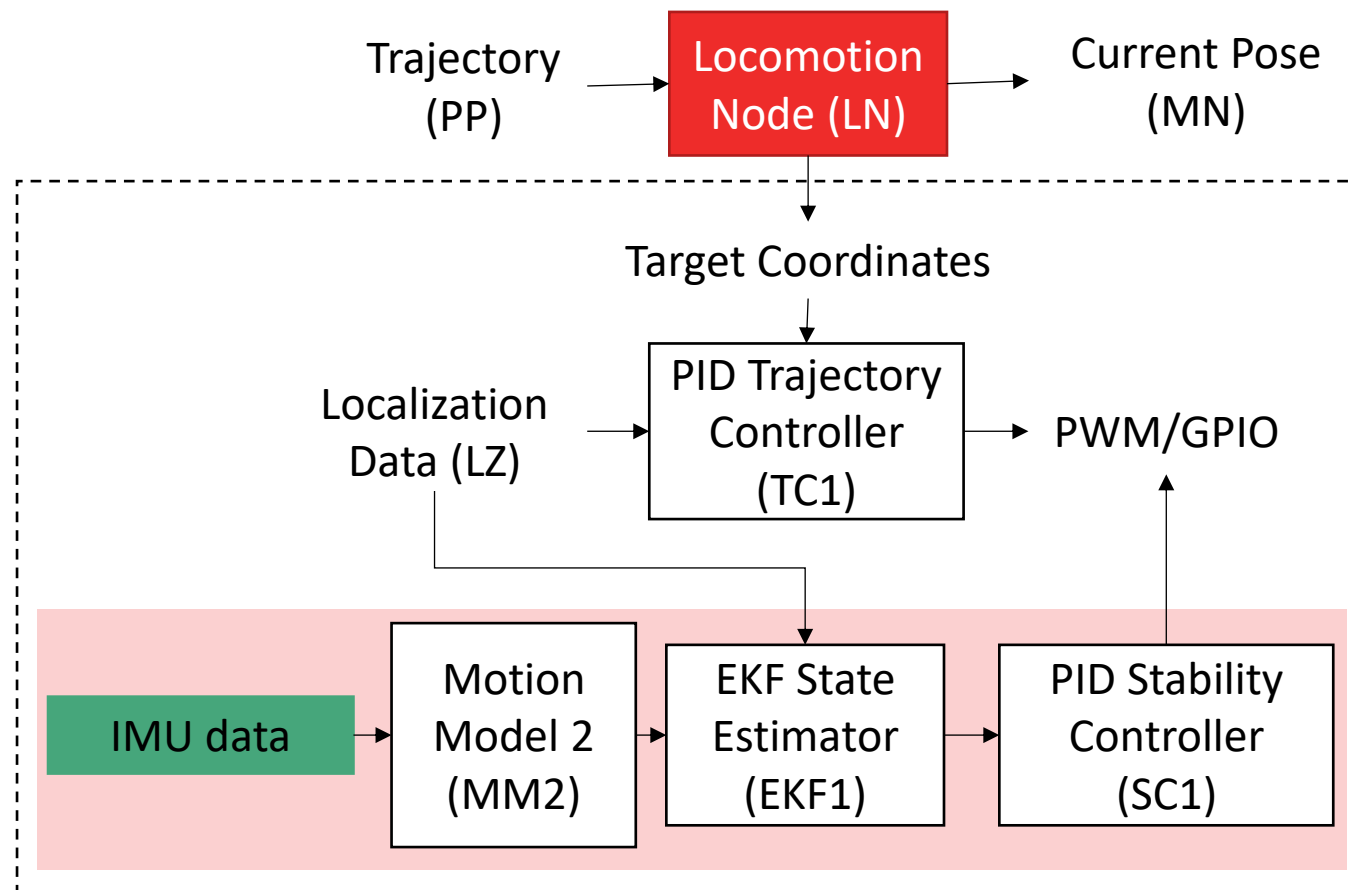 Trajectory
(PP)
Locomotion
Node (LN)
Current Pose
(MN)
Target Coordinates
Localization
Data (LZ)
PID Trajectory
Controller
(TC1)
PWM/GPIO
IMU data
Motion
Model 2
(MM2)
EKF State
Estimator
(EKF1)
PID Stability
Controller
(SC1)